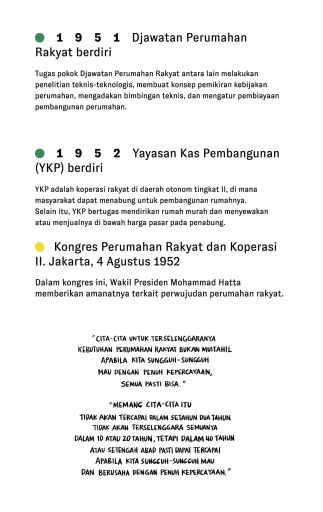 1 9 5 1 Djawatan Perumahan
Rakyat berdiri
Tugas pokok Djawatan Perumahan Rakyat antara lain melakukan
penelitian teknis-teknologis, membuat konsep pemikiran kebijakan
perumahan, mengadakan bimbingan teknis, dan mengatur pembiayaan
pembangunan perumahan.
1 9 5 2 Yayasan Kas Pembangunan
(YKP) berdiri
YKP adalah koperasi rakyat di daerah otonom tingkat II, di mana
masyarakat dapat menabung untuk pembangunan rumahnya.
Selain itu, YKP bertugas mendirikan rumah murah dan menyewakan
atau menjualnya di bawah harga pasar pada penabung.
Kongres Perumahan Rakyat dan Koperasi
II. Jakarta, 4 Agustus 1952
Dalam kongres ini, Wakil Presiden Mohammad Hatta
memberikan amanatnya terkait perwujudan perumahan rakyat.
"CITA-CITA UNTUK TERSELENGGARANYA
KEBUTUHAN PERUMAHAN RAKYAT BUKAN MUSTAHIL
APABILA KITA SUNGGUH-SUNGGUH
MAU DENGAN PENUH KEPERCAYAAN,
SEMUA PASTI BISA."
"MEMANG CITA-CITA ITU
TIDAK AKAN TERCAPAI DALAM SETAHUN DUA TAHUN
TIDAK AKAN TERSELENGGARA SEMUANYA
DALAM 10 ATAU 20 TAHUN, TETAPI DALAM 40 TAHUN
ATAU SETENGAH ABAD PASTI DAPAT TERCAPAI
APABILA KITA SUNGGUH-SUNGGUH MAU
DAN BERUSAHA DENGAN PENUH KEPERCAYAAN."